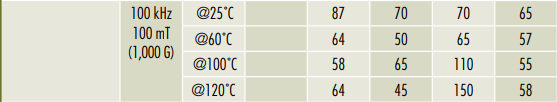 100 kHz
100 mT
(1,000 G)
@25°C 87 70 70 65
@60°C 64 50 65 57
@100°C 58 65 110 55
@120°C 64 45 150 58